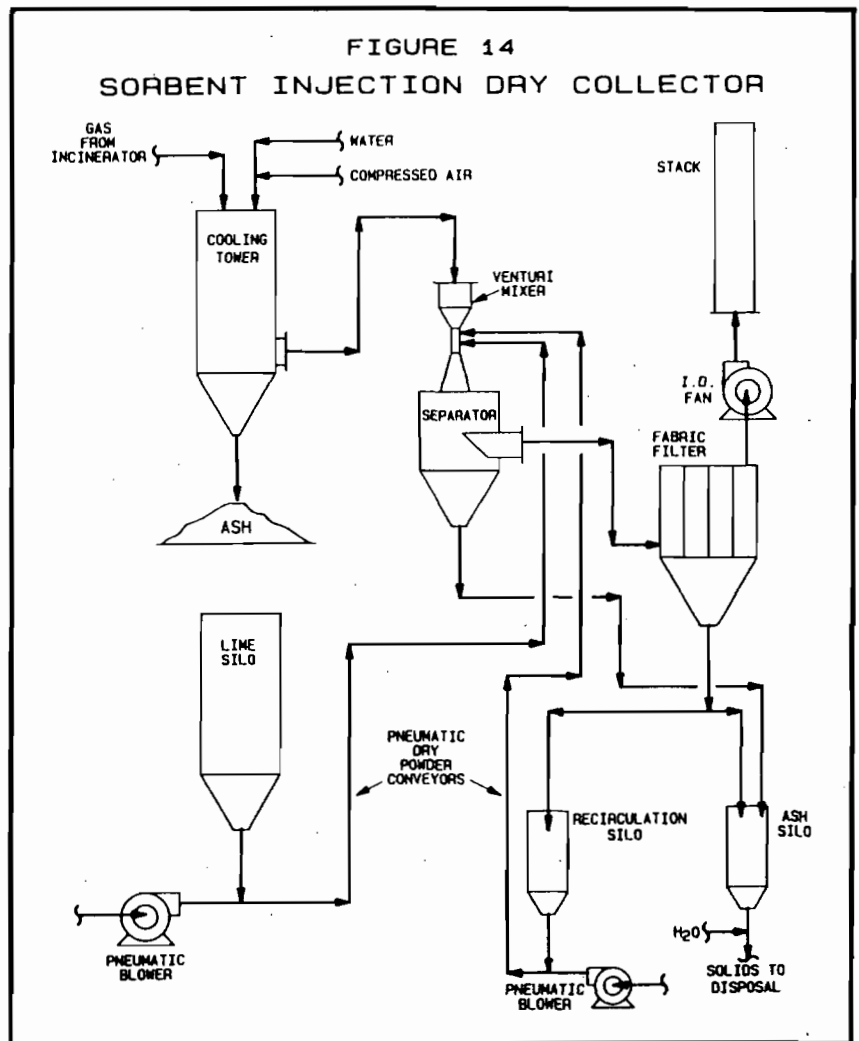 FIGURE 14
SORBENT INJECTION DRY COLLECTOR
GAS
FROM
INCINERATOR
WATER
COMPRESSED AIR
STACK
COOLING
TOWER
VENTURI
MIXER
I.D.
FAN
SEPARATOR
FABRIC
FILTER
ASH
LIME
SILO
PNEUMATIC
DRY
POWDER
CONVEYORS
RECIRCULATION
SILO
ASH
SILO
H2O
PNEUMATIC
BLOWER
PNEUMATIC
BLOWER
SOLIDS TO
DISPOSAL